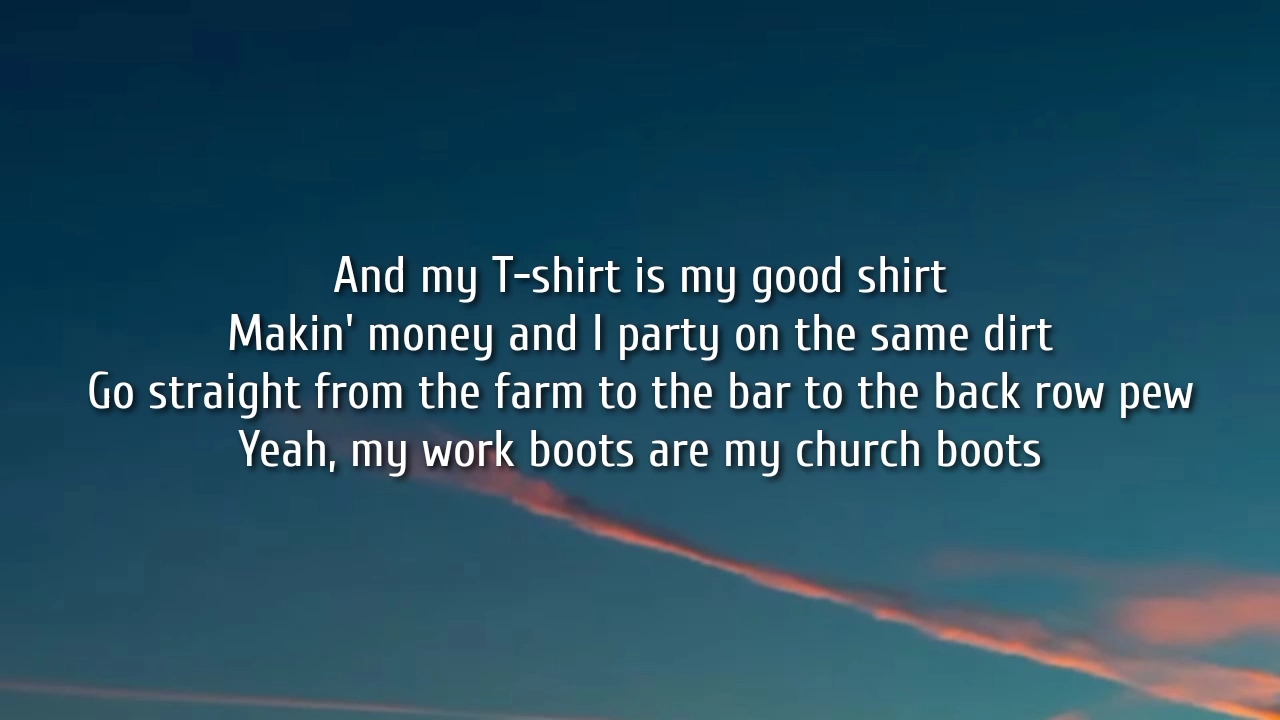 And my T-shirt is my good shirt
Makin' money and I party on the same dirt
Go straight from the farm to the bar to the back row pew
Yeah, my work boots are my church boots